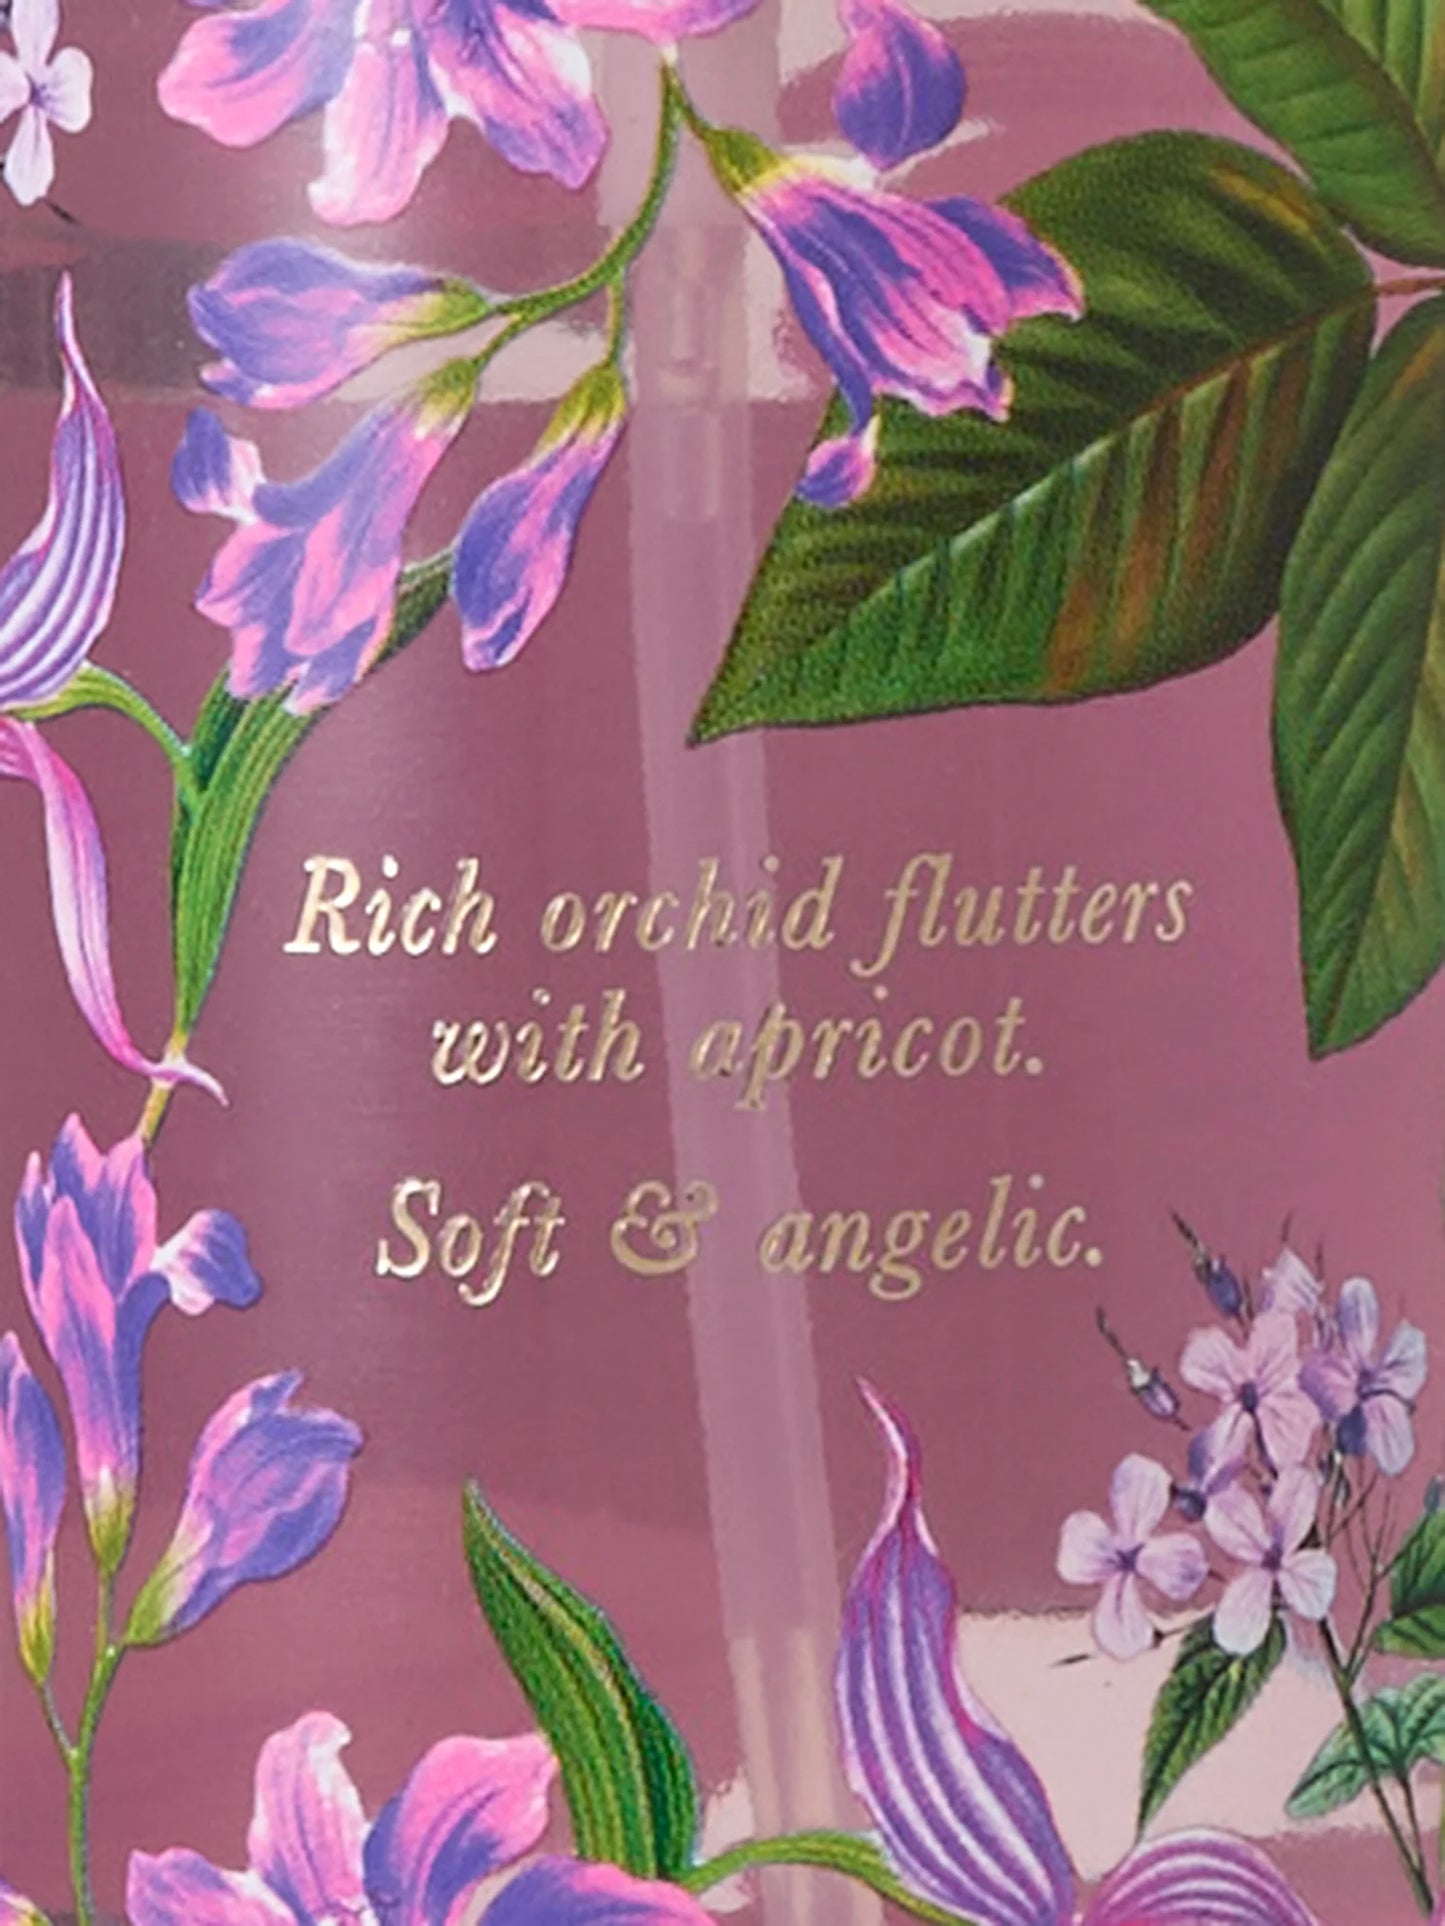 Rich orchid flutters
with apricot.
Soft & angelic.